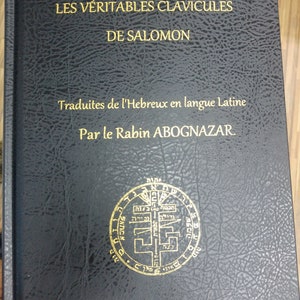 LES VÉRITABLES CLAVICULES
DE SALOMON
Traduites de l'Hebreux en langue Latine
Par le Rabin ABOGNAZAR.